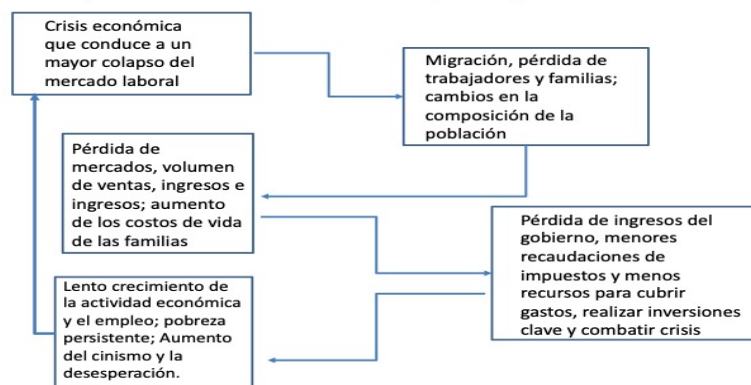 Crisis económica
que conduce a un
mayor colapso del
mercado laboral
Migración, pérdida de
trabajadores y familias;
cambios en la
composición de la
población
Pérdida de
mercados, volumen
de ventas, ingresos e
ingresos; aumento
de los costos de vida
de las familias
Pérdida de ingresos del
gobierno, menores
recaudaciones de
impuestos y menos
recursos para cubrir
gastos, realizar inversiones
clave y combatir crisis
Lento crecimiento de
la actividad económica
y el empleo; pobreza
persistente; Aumento
del cinismo y la
desesperación.